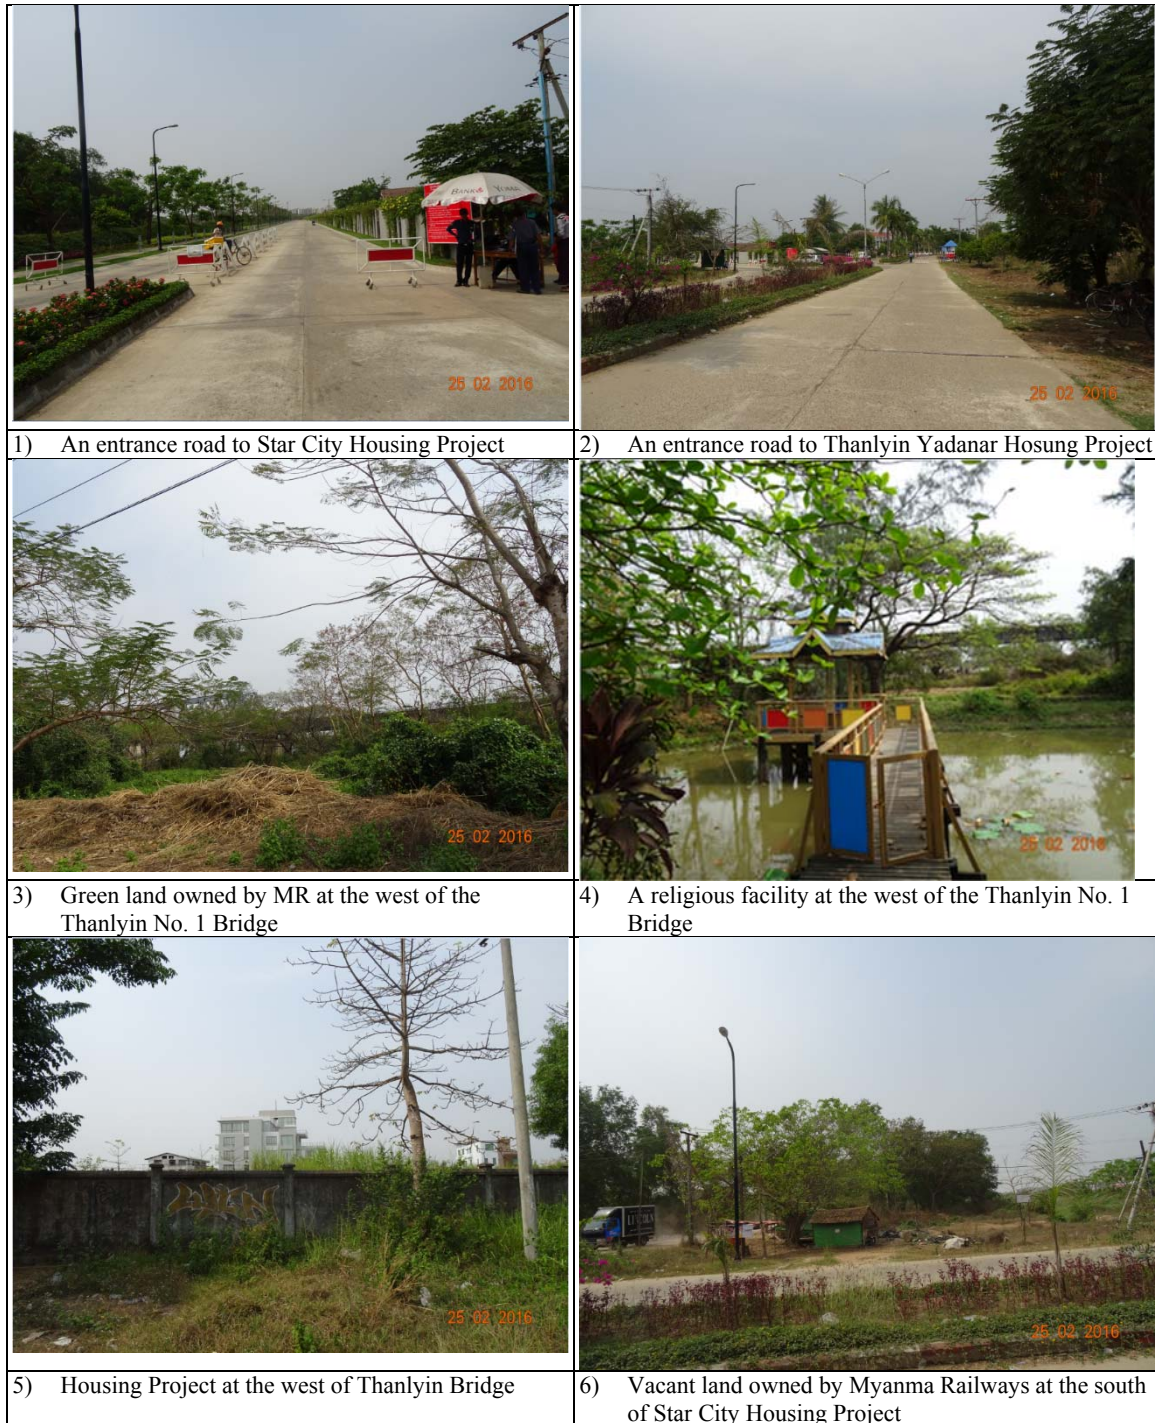 BANK& YOMA
25 02 2016
25 02 2016
1) An entrance road to Star City Housing Project
2) An entrance road to Thanlyin Yadanar Hosung Project
25 02 2016
25 02 2016
3) Green land owned by MR at the west of the
Thanlyin No. 1 Bridge
4) A religious facility at the west of the Thanlyin No. 1
Bridge
25 02 2016
25 02 2016
5) Housing Project at the west of Thanlyin Bridge
6) Vacant land owned by Myanma Railways at the south
of Star City Housing Project